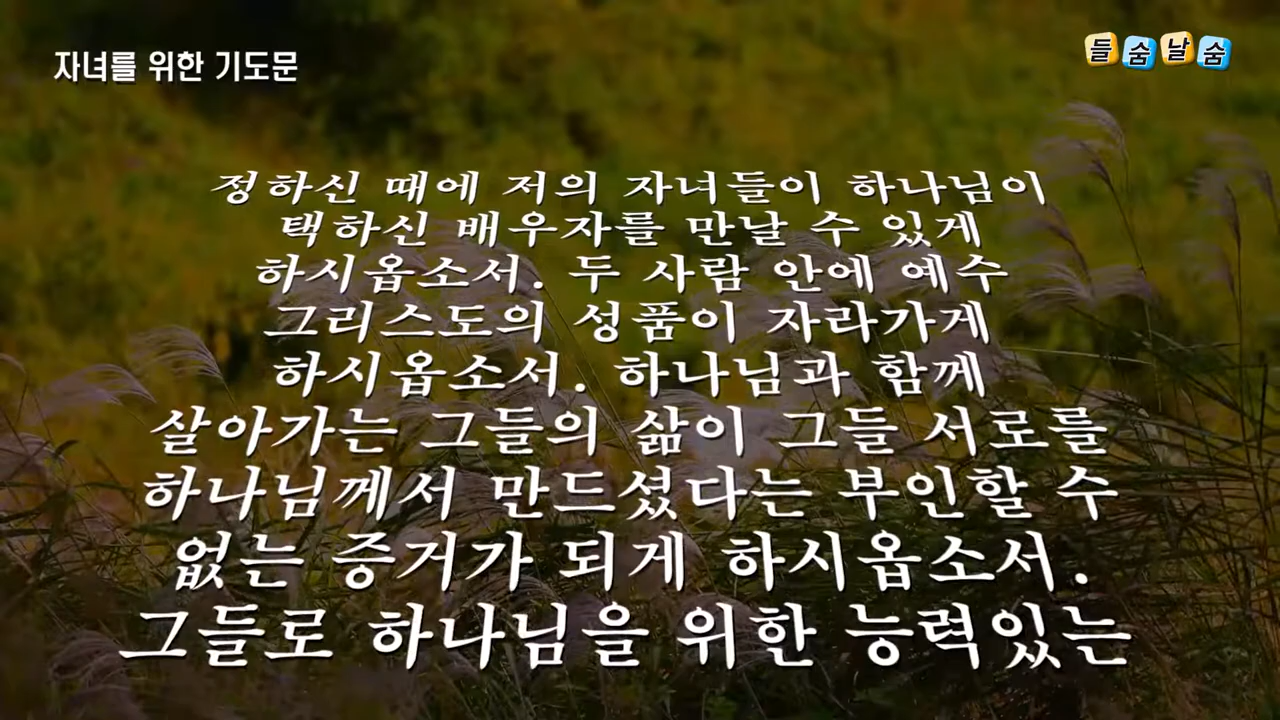 자녀를 위한 기도문
들숨날숨
정하신 때에 저의 자녀들이 하나님이
택하신 배우자를 만날 수 있게
하시옵소서. 두 사람 안에 예수
그리스도의 성품이 자라가게
하시옵소서. 하나님과 함께
살아가는 그들의 삶이 그들 서로를
하나님께서 만드셨다는 부인할 수
없는 증거가 되게 하시옵소서.
그들로 하나님을 위한 능력있는